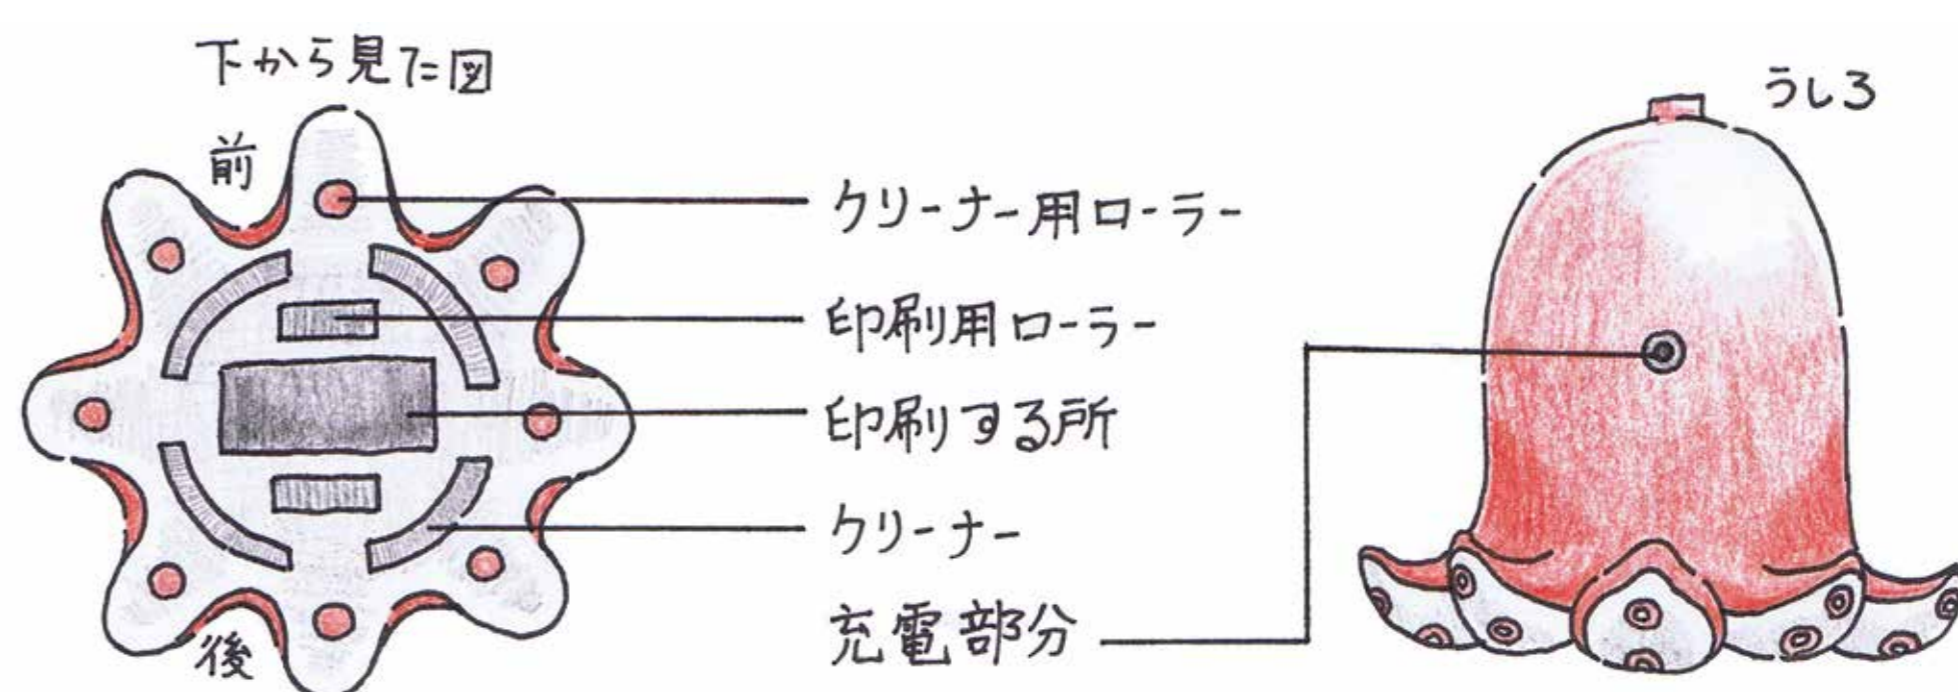 下から見た図
うしろ
前
クリーナー用ローラー
印刷用ローラー
印刷する所
クリーナー
充電部分
後